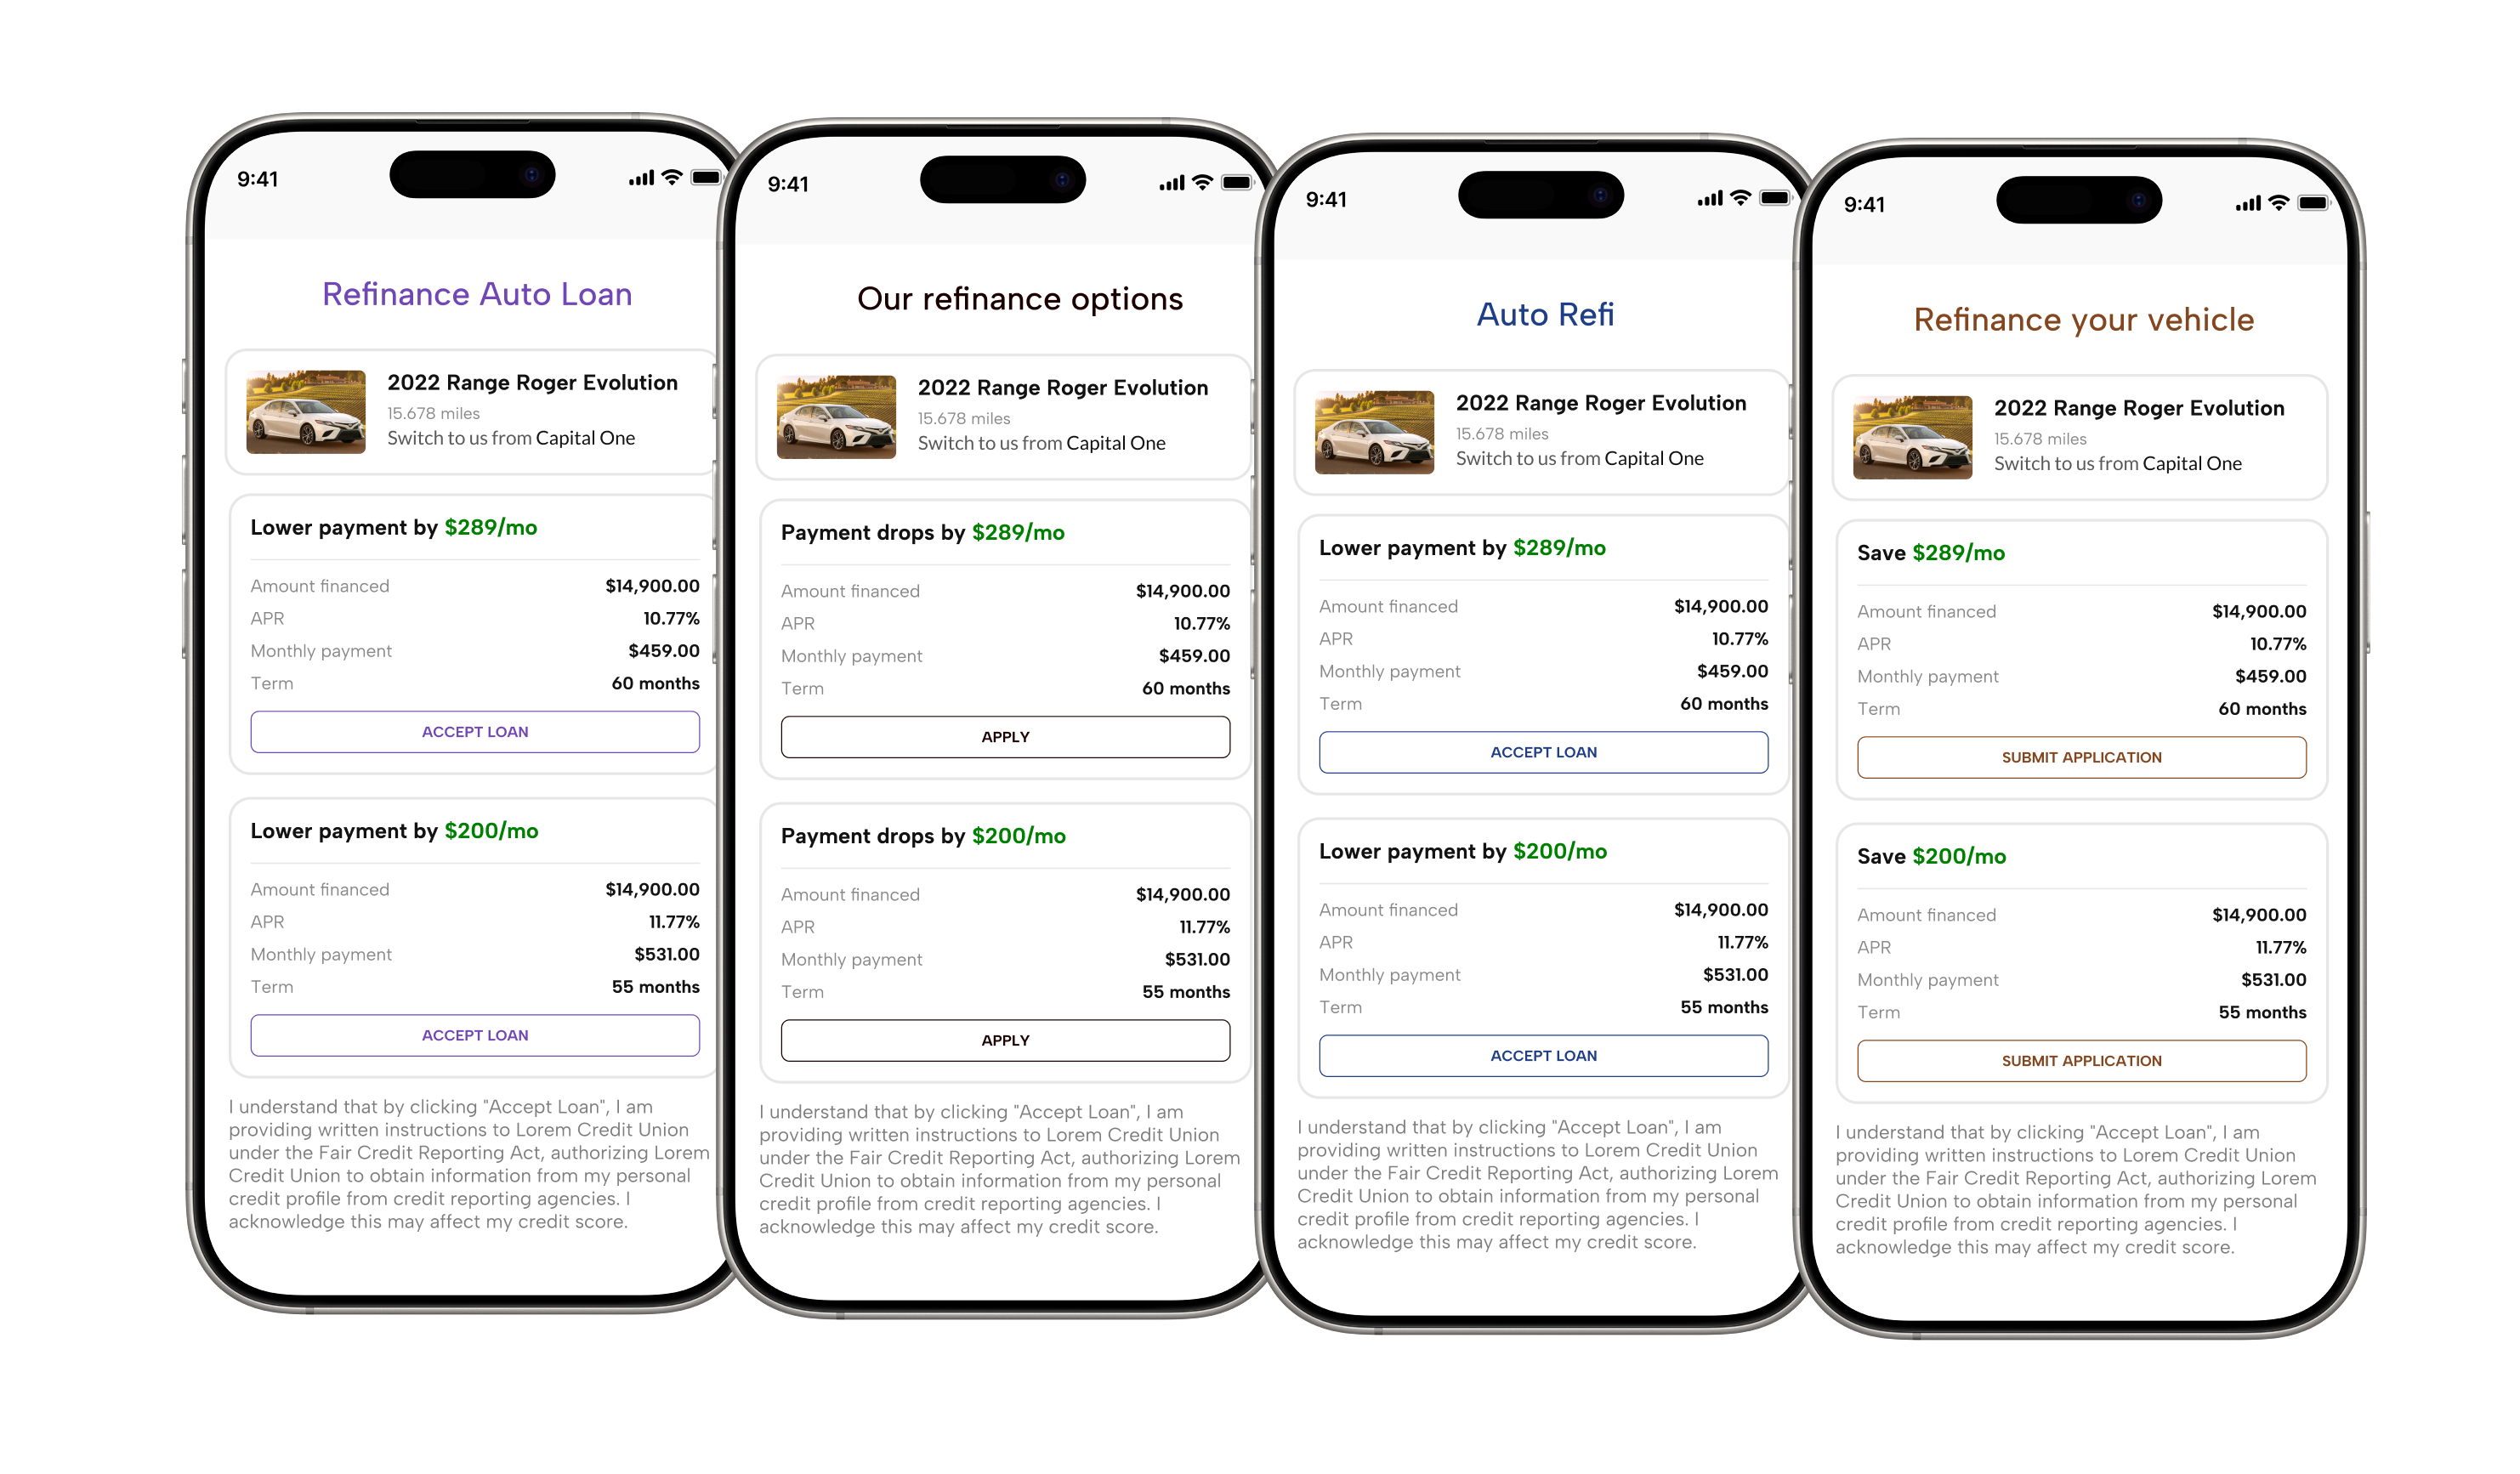 9:41
Refinance Auto Loan
2022 Range Roger Evolution
15.678 miles
Switch to us from Capital One
Lower payment by $289/mo
Amount financed $14,900.00
APR 10.77%
Monthly payment $459.00
Term 60 months
ACCEPT LOAN
Lower payment by $200/mo
Amount financed $14,900.00
APR 11.77%
Monthly payment $531.00
Term 55 months
ACCEPT LOAN
I understand that by clicking "Accept Loan", I am
providing written instructions to Lorem Credit Union
under the Fair Credit Reporting Act, authorizing Lorem
Credit Union to obtain information from my personal
credit profile from credit reporting agencies. I
acknowledge this may affect my credit score.
9:41
Our refinance options
2022 Range Roger Evolution
15.678 miles
Switch to us from Capital One
Payment drops by $289/mo
Amount financed $14,900.00
APR 10.77%
Monthly payment $459.00
Term 60 months
APPLY
Payment drops by $200/mo
Amount financed $14,900.00
APR 11.77%
Monthly payment $531.00
Term 55 months
APPLY
I understand that by clicking "Accept Loan", I am
providing written instructions to Lorem Credit Union
under the Fair Credit Reporting Act, authorizing Lorem
Credit Union to obtain information from my personal
credit profile from credit reporting agencies. I
acknowledge this may affect my credit score.
9:41
Auto Refi
2022 Range Roger Evolution
15.678 miles
Switch to us from Capital One
Lower payment by $289/mo
Amount financed $14,900.00
APR 10.77%
Monthly payment $459.00
Term 60 months
ACCEPT LOAN
Lower payment by $200/mo
Amount financed $14,900.00
APR 11.77%
Monthly payment $531.00
Term 55 months
ACCEPT LOAN
I understand that by clicking "Accept Loan", I am
providing written instructions to Lorem Credit Union
under the Fair Credit Reporting Act, authorizing Lorem
Credit Union to obtain information from my personal
credit profile from credit reporting agencies. I
acknowledge this may affect my credit score.
9:41
Refinance your vehicle
2022 Range Roger Evolution
15.678 miles
Switch to us from Capital One
Save $289/mo
Amount financed $14,900.00
APR 10.77%
Monthly payment $459.00
Term 60 months
SUBMIT APPLICATION
Save $200/mo
Amount financed $14,900.00
APR 11.77%
Monthly payment $531.00
Term 55 months
SUBMIT APPLICATION
I understand that by clicking "Accept Loan", I am
providing written instructions to Lorem Credit Union
under the Fair Credit Reporting Act, authorizing Lorem
Credit Union to obtain information from my personal
credit profile from credit reporting agencies. I
acknowledge this may affect my credit score.